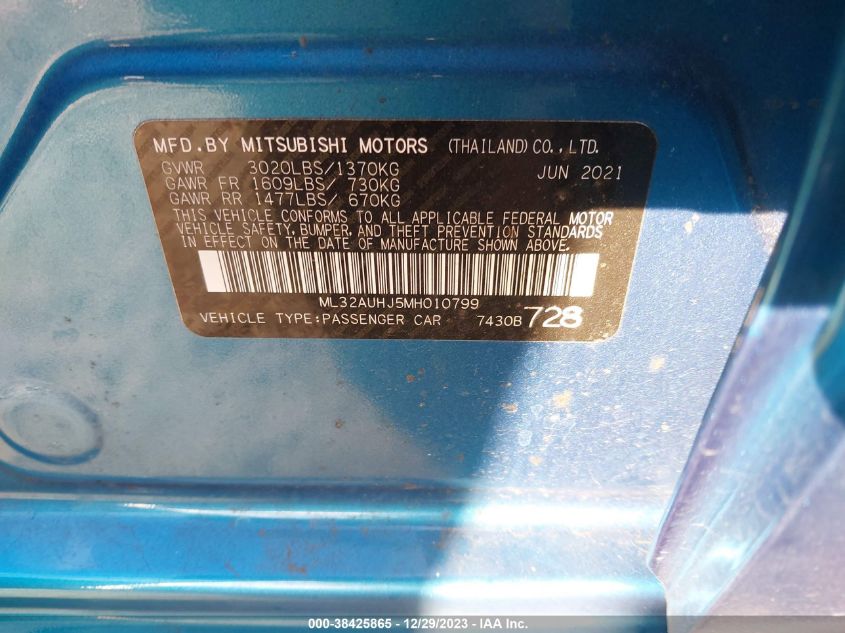 MFD.BY MITSUBISHI MOTORS (THAILAND)CO.,LTD.
GVWR 3020LBS/1370KG JUN 2021
GAWR FR 1609LBS/ 730KG
GAWR RR 1477LBS/ 670KG
THIS VEHICLE CONFORMS TO ALL APPLICABLE FEDERAL MOTOR
VEHICLE SAFETY, BUMPER, AND THEFT PREVENTION STANDARDS
IN EFFECT ON THE DATE OF MANUFACTURE SHOWN ABOVE.
ML32AUHJ5MH010799
VEHICLE TYPE:PASSENGER CAR 7430B 728
000-38425865 - 12/29/2023 - IAA Inc.